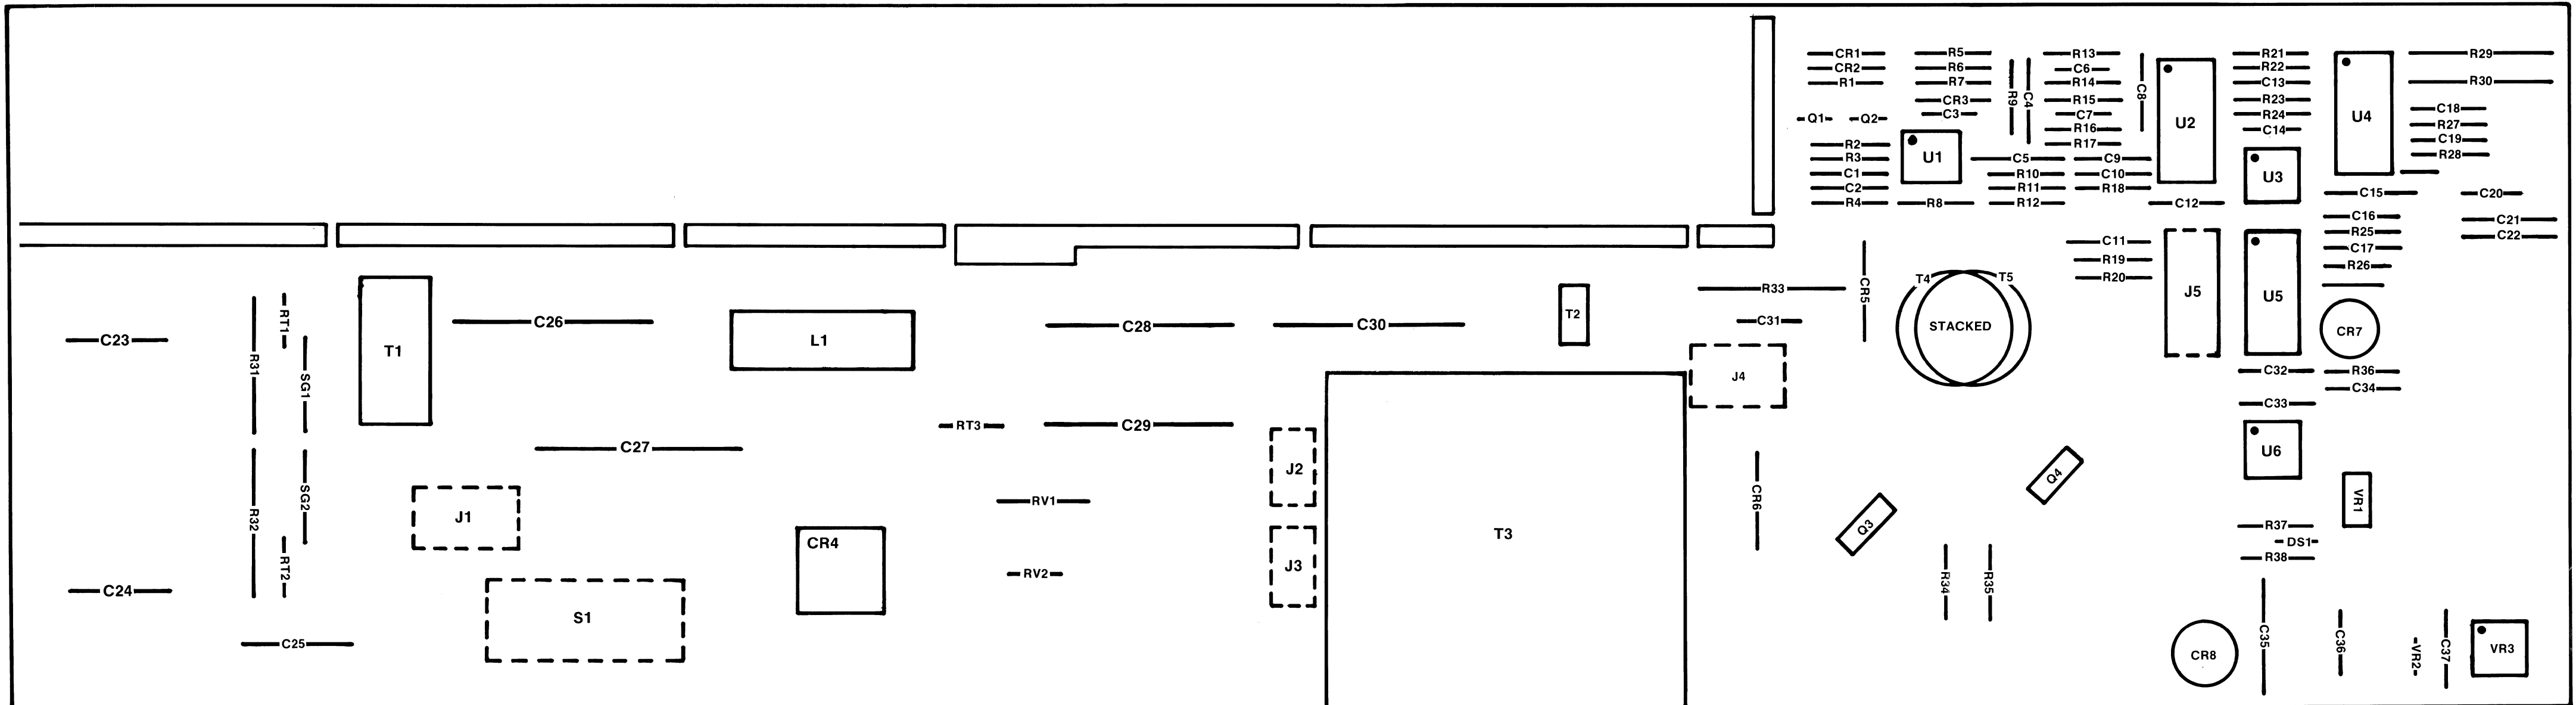 CR1 R5 R13 R21 R29
CR2 R6 C6 R22
R1 R7 R14 C13 R30
R9 C4 C8
CR3 R15 R23 C18
Q1 Q2 C3 C7 R24 U4
U2 R16 C14 R27
R2 R17 C19
R3 U1 C5 C9 R28
C1 R10 C10 U3
C2 R11 R18 C15 C20
R4 R8 R12 C12
C16 C21
R25 C22
C11 C17
R19 R26
R20
T4 T5
R33 CR5 J5 U5
RT1 C26 C28 C30 T2 C31
STACKED CR7
C23 T1 L1
R31 SG1 J4 C32 R36
C34
C33
RT3 C29
C27 J2 U6
Q4
SG2 RV1 CR6 VR1
R32 J1 Q3 R37
CR4 T3 DS1
RT2 RV2 J3 R38
C24 R34 R35
S1
C25 CR8 C35 C36 VR2 C37 VR3